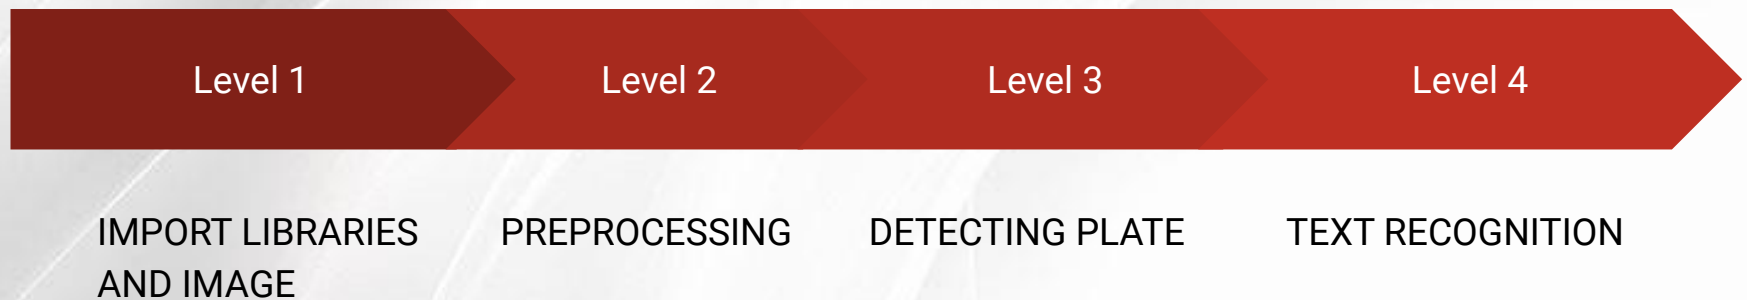 Level 1
Level 2
Level 3
Level 4
IMPORT LIBRARIES
AND IMAGE
PREPROCESSING
DETECTING PLATE
TEXT RECOGNITION